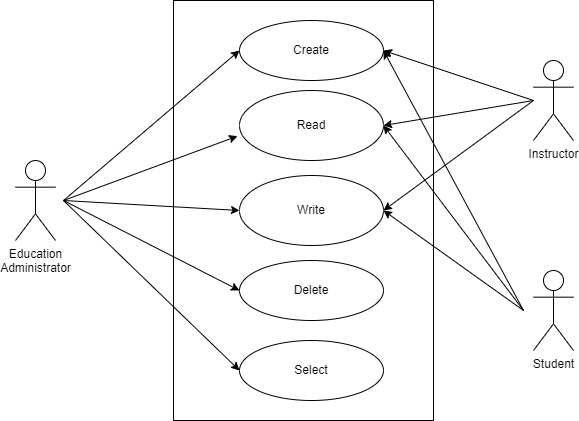 Create
Read
Write
Delete
Select
Education
Administrator
Instructor
Student